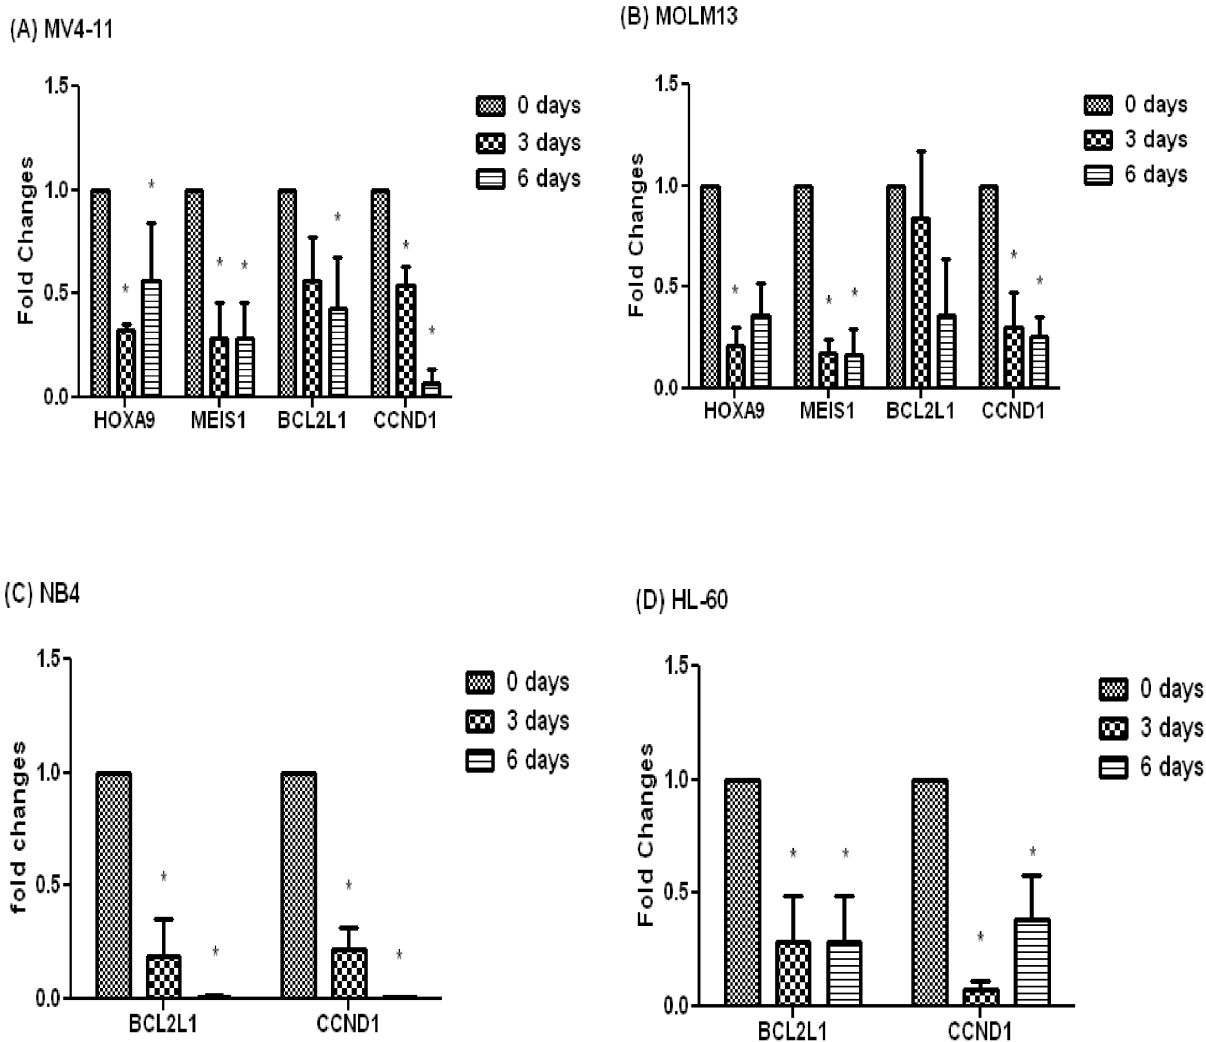 (A) MV4-11
Fold Changes
1.5
1.0
0.5
0.0
* * * * * * *
HOXA9 MEIS1 BCL2L1 CCND1
0 days
3 days
6 days
(B) MOLM13
Fold Changes
1.5
1.0
0.5
0.0
* * * * *
HOXA9 MEIS1 BCL2L1 CCND1
0 days
3 days
6 days
(C) NB4
fold changes
1.5
1.0
0.5
0.0
* * * *
BCL2L1 CCND1
0 days
3 days
6 days
(D) HL-60
Fold Changes
1.5
1.0
0.5
0.0
* * * *
BCL2L1 CCND1
0 days
3 days
6 days